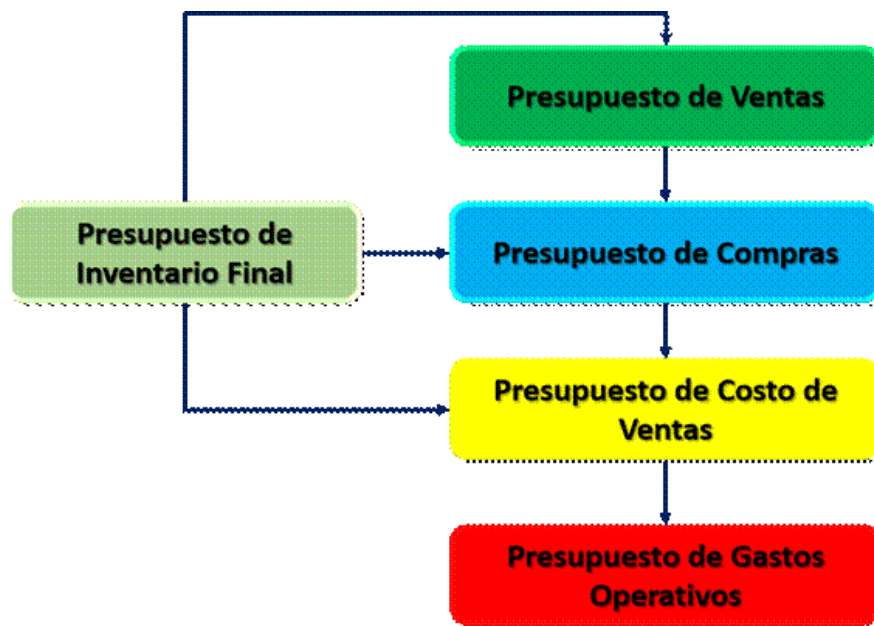 Presupuesto de Ventas
Presupuesto de
Inventario Final
Presupuesto de Compras
Presupuesto de Costo de
Ventas
Presupuesto de Gastos
Operativos